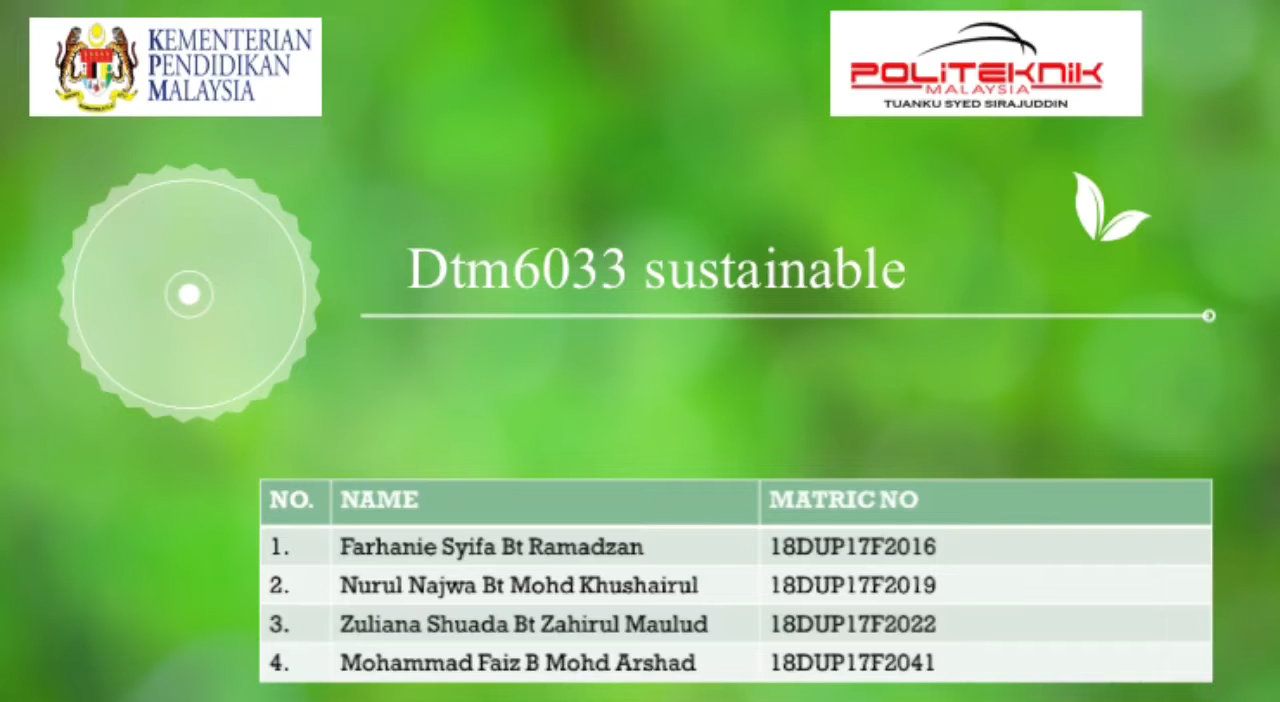 KEMENTERIAN
PENDIDIKAN
MALAYSIA
POLITEKNIK
MALAYSIA
TUANKU SYED SIRAJUDDIN
Dtm6033 sustainable
NO. NAME MATRIC NO
1. Farhanie Syifa Bt Ramadzan 18DUP17F2016
2. Nurul Najwa Bt Mohd Khushairul 18DUP17F2019
3. Zuliana Shuada Bt Zahirul Maulud 18DUP17F2022
4. Mohammad Faiz B Mohd Arshad 18DUP17F2041